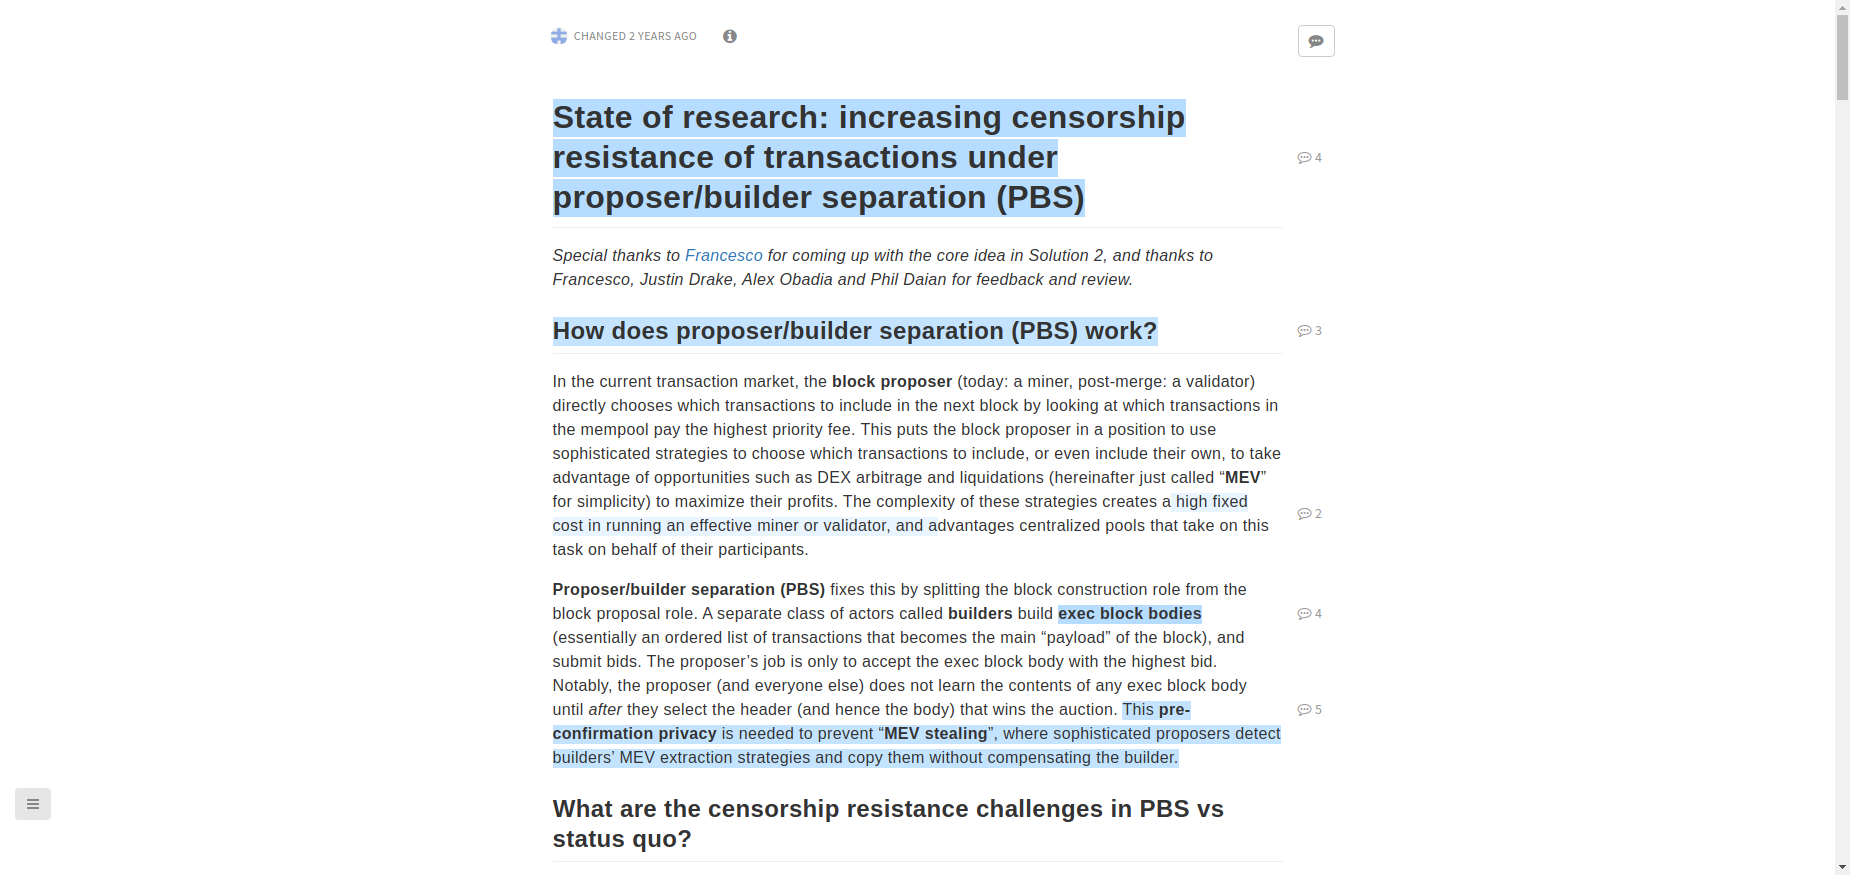 CHANGED 2 YEARS AGO
State of research: increasing censorship
resistance of transactions under
proposer/builder separation (PBS)
4
Special thanks to Francesco for coming up with the core idea in Solution 2, and thanks to
Francesco, Justin Drake, Alex Obadia and Phil Daian for feedback and review.
How does proposer/builder separation (PBS) work?
3
In the current transaction market, the block proposer (today: a miner, post-merge: a validator)
directly chooses which transactions to include in the next block by looking at which transactions in
the mempool pay the highest priority fee. This puts the block proposer in a position to use
sophisticated strategies to choose which transactions to include, or even include their own, to take
advantage of opportunities such as DEX arbitrage and liquidations (hereinafter just called “MEV”
for simplicity) to maximize their profits. The complexity of these strategies creates a high fixed
cost in running an effective miner or validator, and advantages centralized pools that take on this
2
task on behalf of their participants.
Proposer/builder separation (PBS) fixes this by splitting the block construction role from the
block proposal role. A separate class of actors called builders build exec block bodies
4
(essentially an ordered list of transactions that becomes the main “payload” of the block), and
submit bids. The proposer’s job is only to accept the exec block body with the highest bid.
Notably, the proposer (and everyone else) does not learn the contents of any exec block body
until after they select the header (and hence the body) that wins the auction. This pre-
5
confirmation privacy is needed to prevent “MEV stealing”, where sophisticated proposers detect
builders’ MEV extraction strategies and copy them without compensating the builder.
What are the censorship resistance challenges in PBS vs
status quo?